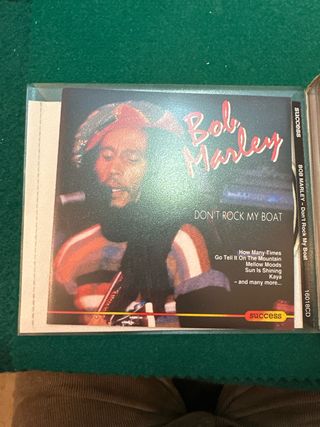 Bob
Marley
DON'T ROCK MY BOAT
How Many Times
Go Tell It On The Mountain
Mellow Moods
Sun Is Shining
Kaya
- and many more...
success
success
BOB MARLEY - Don't Rock My Boat
16018CD